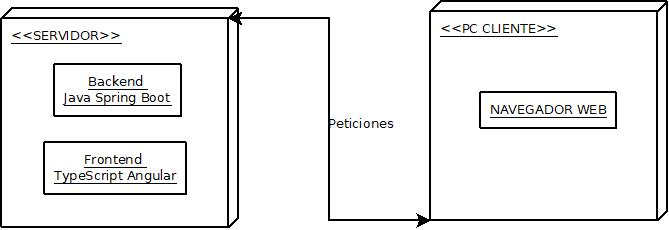 <<SERVIDOR>>
Backend
Java Spring Boot
Frontend
TypeScript Angular
Peticiones
<<PC CLIENTE>>
NAVEGADOR WEB